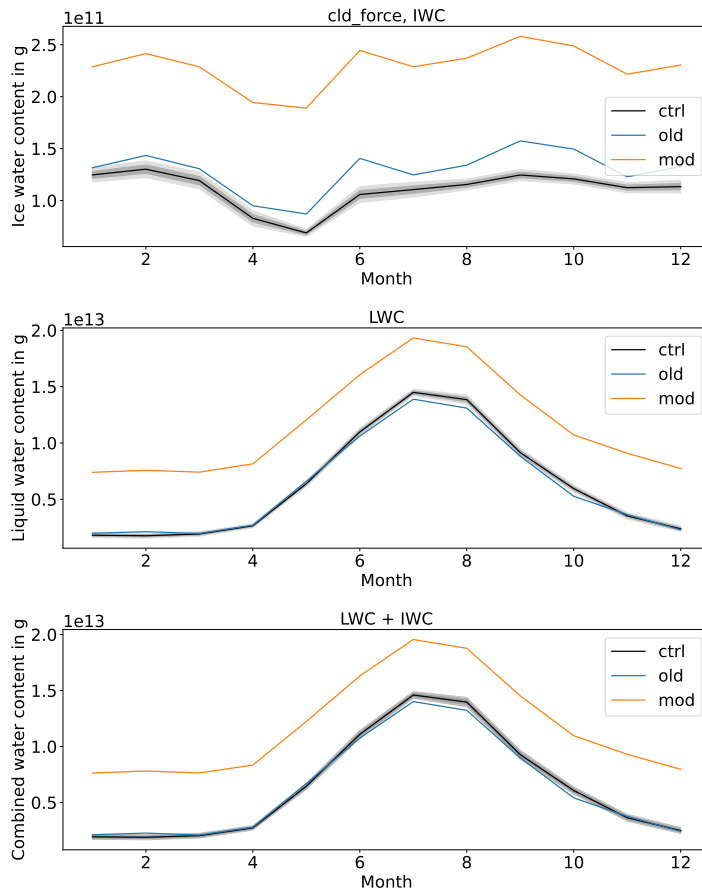 cld_force, IWC
1e11
Ice water content in g
2.5
2.0
1.5
1.0
ctrl
old
mod
2 4 6 8 10 12
Month
LWC
1e13
Liquid water content in g
2.0
1.5
1.0
0.5
ctrl
old
mod
2 4 6 8 10 12
Month
LWC + IWC
1e13
Combined water content in g
2.0
1.5
1.0
0.5
ctrl
old
mod
2 4 6 8 10 12
Month